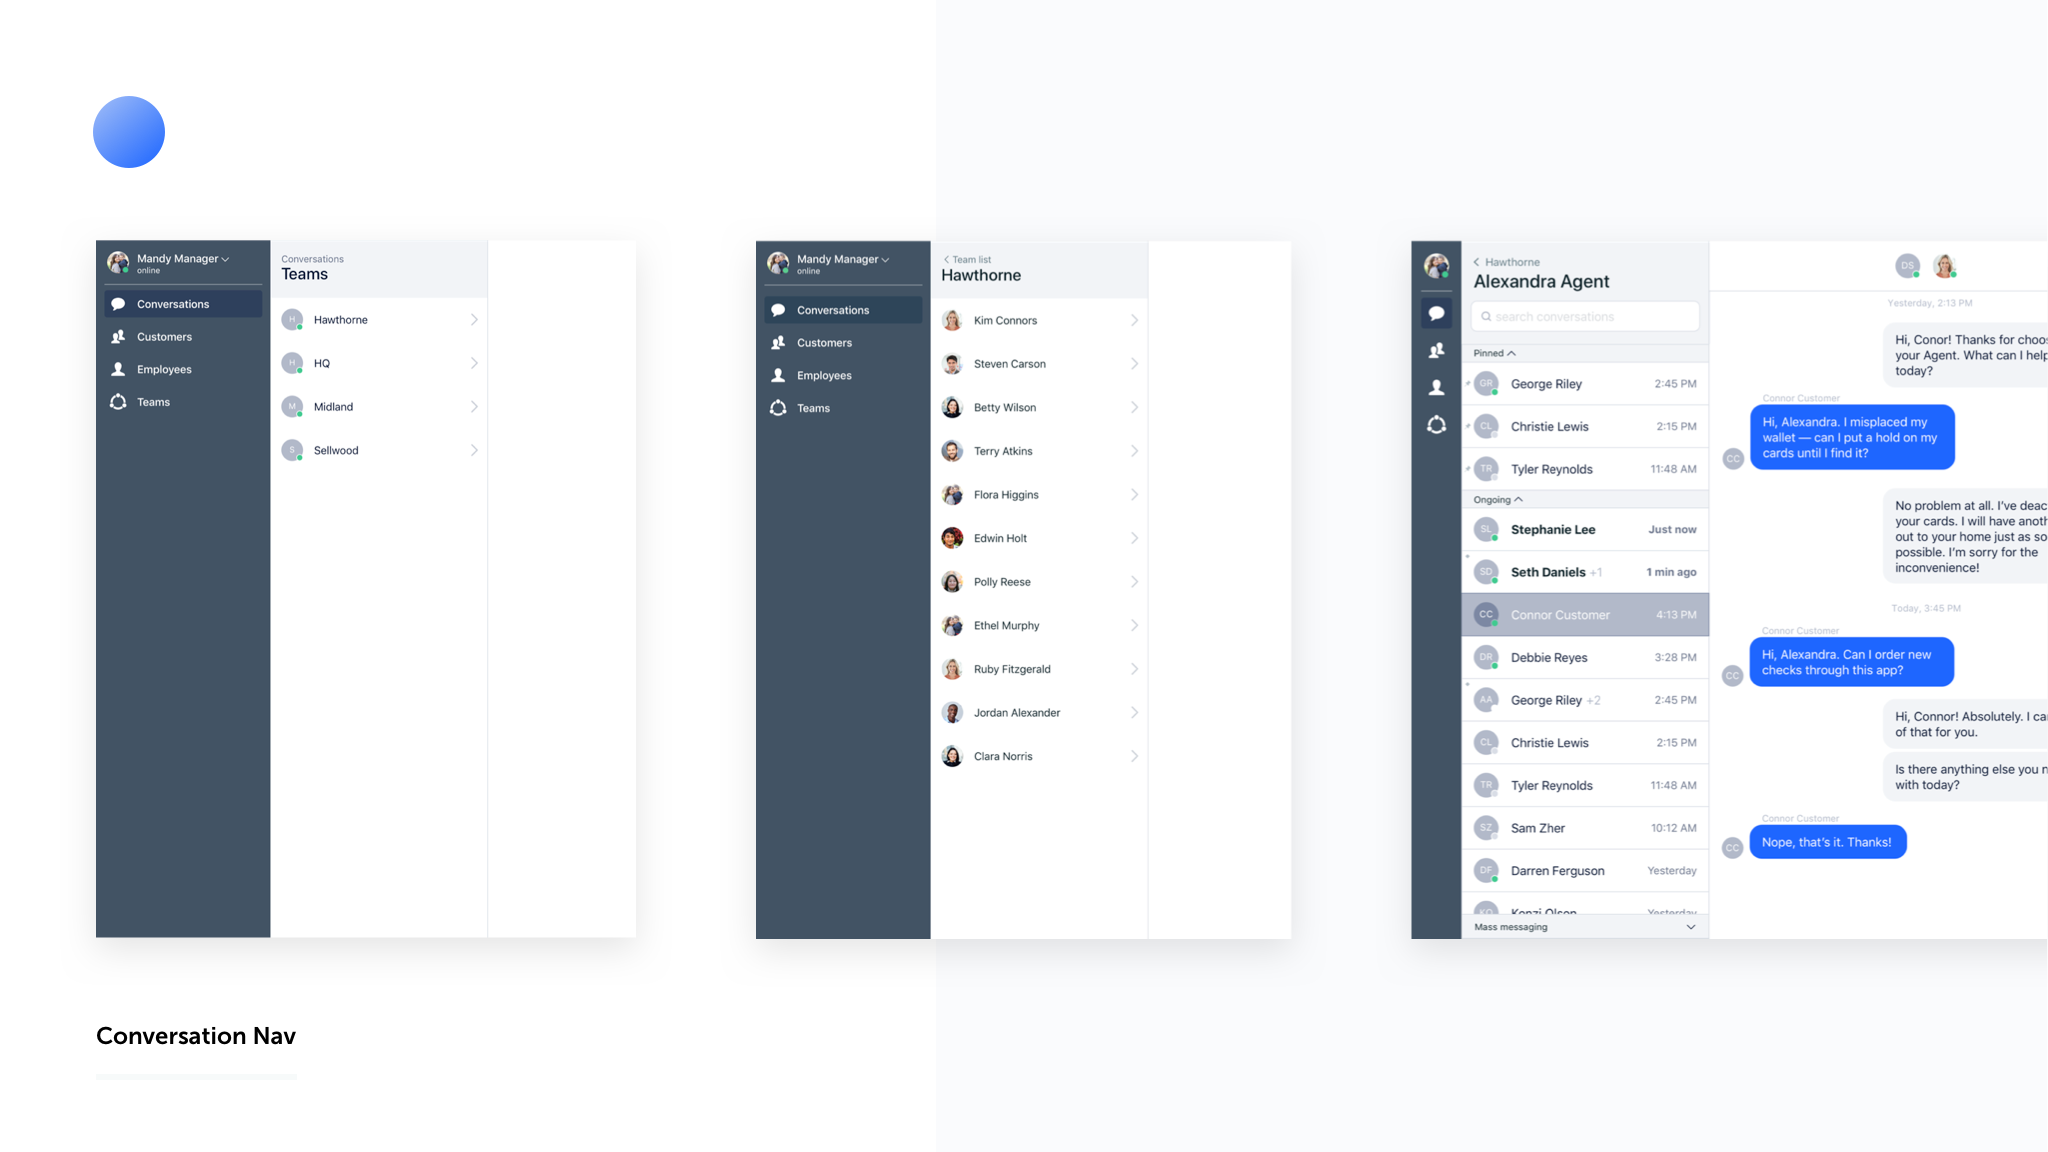 Mandy Manager
online
Conversations
Customers
Employees
Teams
Conversations
Teams
H
Hawthorne
H
HQ
M
Midland
S
Sellwood
Mandy Manager
online
Conversations
Customers
Employees
Teams
Team list
Hawthorne
Kim Connors
Steven Carson
Betty Wilson
Terry Atkins
Flora Higgins
Edwin Holt
Polly Reese
Ethel Murphy
Ruby Fitzgerald
Jordan Alexander
Clara Norris
Hawthorne
Alexandra Agent
search conversations
Pinned
GR George Riley 2:45 PM
CL Christie Lewis 2:15 PM
TR Tyler Reynolds 11:48 AM
Ongoing
SL Stephanie Lee Just now
SD Seth Daniels +1 1 min ago
CC Connor Customer 4:13 PM
DR Debbie Reyes 3:28 PM
AA George Riley +2 2:45 PM
CL Christie Lewis 2:15 PM
TR Tyler Reynolds 11:48 AM
SZ Sam Zher 10:12 AM
DF Darren Ferguson Yesterday
Olson Yesterday
Mass messaging
DS
Yesterday, 2:13 PM
Hi, Conor! Thanks for choos
your Agent. What can I help
today?
Connor Customer
Hi, Alexandra. I misplaced my
wallet — can I put a hold on my
cards until I find it?
CC
No problem at all. I've deac
your cards. I will have anoth
out to your home just as so
possible. I'm sorry for the
inconvenience!
Today, 3:45 PM
Connor Customer
Hi, Alexandra. Can I order new
checks through this app?
CC
Hi, Connor! Absolutely. I ca
of that for you.
Is there anything else you n
with today?
Connor Customer
Nope, that's it. Thanks!
CC
Conversation Nav